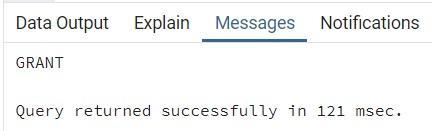 Data Output Explain Messages Notifications
GRANT
Query returned successfully in 121 msec.